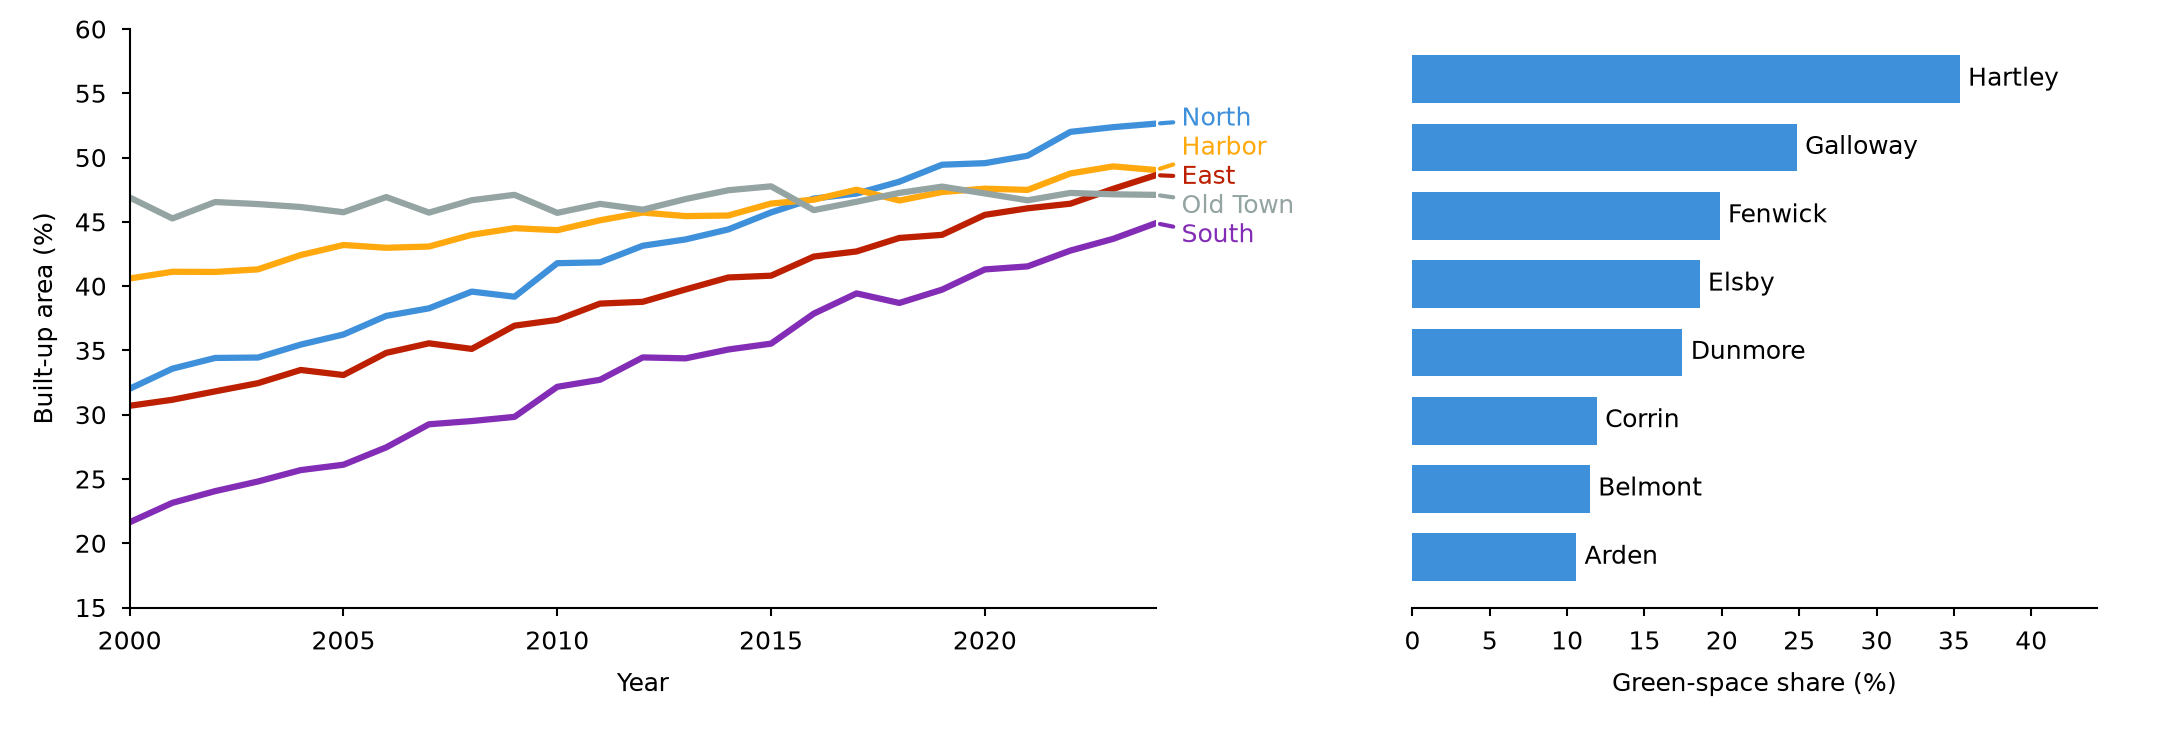 60
55
50
45
40
35
30
25
20
15
Built-up area (%)
2000 2005 2010 2015 2020
Year
North
Harbor
East
Old Town
South
Hartley
Galloway
Fenwick
Elsby
Dunmore
Corrin
Belmont
Arden
0 5 10 15 20 25 30 35 40
Green-space share (%)